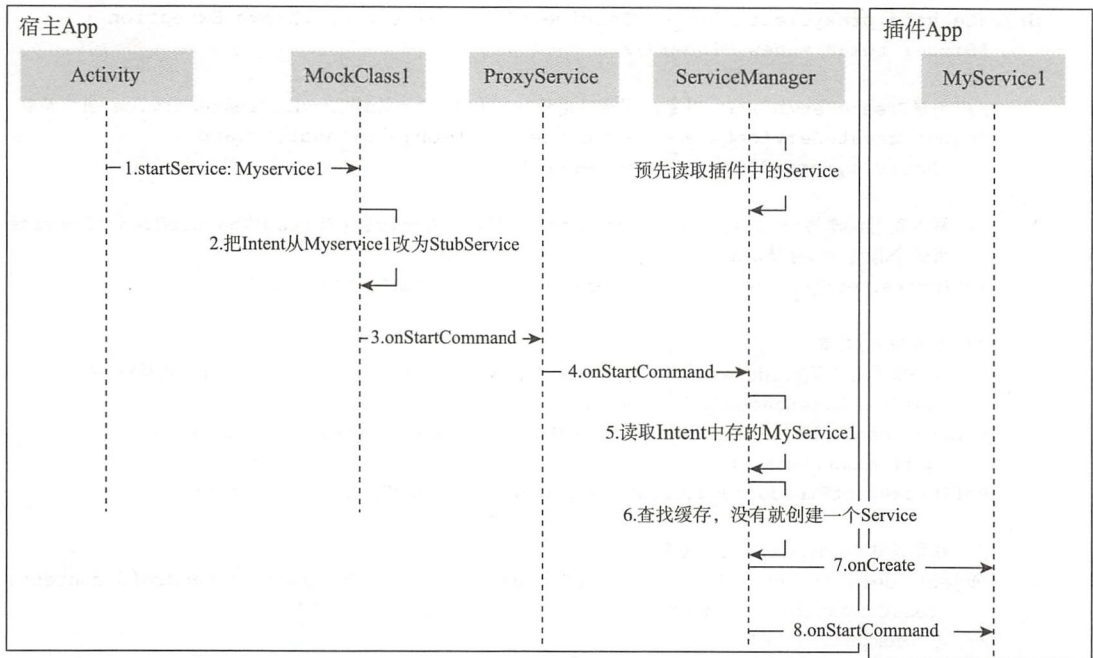 宿主App
插件App
Activity
MockClass1
ProxyService
ServiceManager
MyService1
1.startService: Myservice1
预先读取插件中的Service
2.把Intent从Myservice1改为StubService
3.onStartCommand
4.onStartCommand
5.读取Intent中存的MyService1
6.查找缓存，没有就创建一个Service
7.onCreate
8.onStartCommand